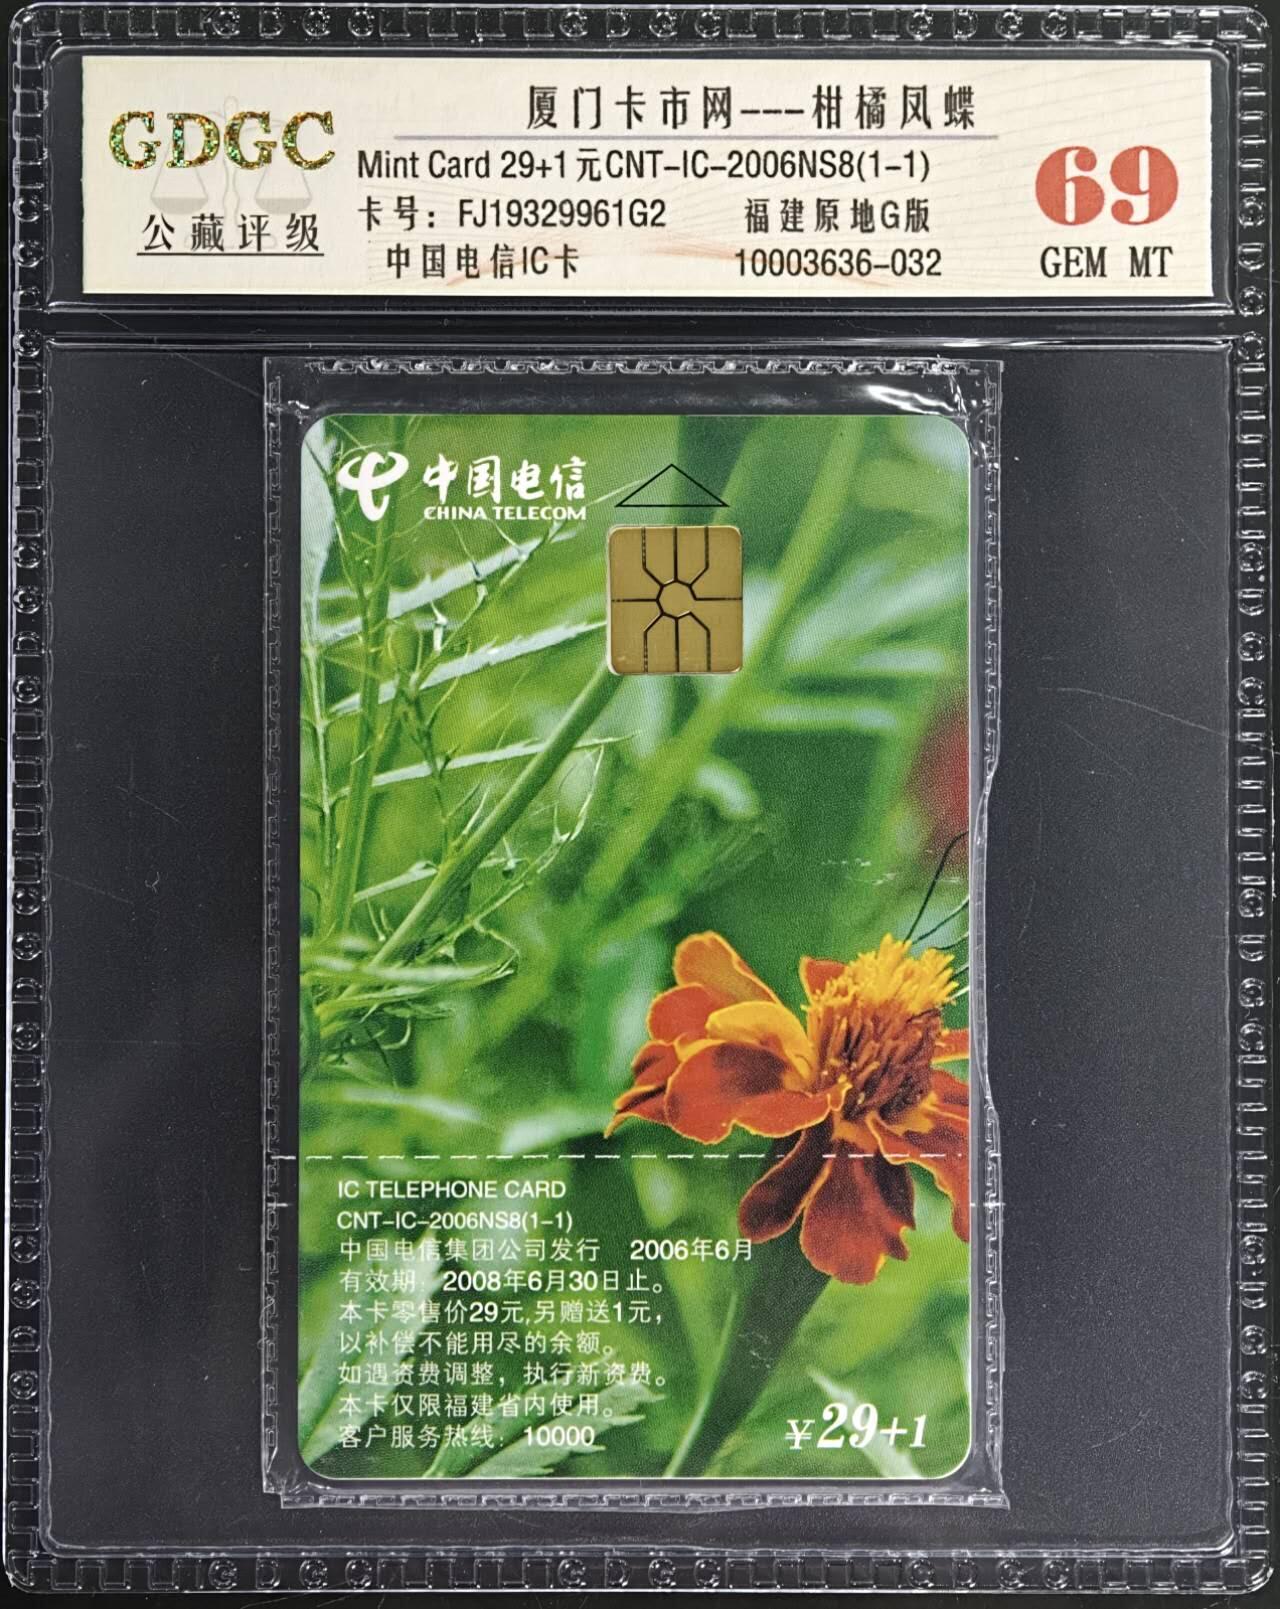 GDGC
公藏评级
厦门卡市网---柑橘凤蝶
Mint Card 29+1元CNT-IC-2006NS8(1-1)
卡号：FJ19329961G2 福建原地G版
中国电信IC卡 10003636-032
69
GEM MT
中国电信
CHINA TELECOM
IC TELEPHONE CARD
CNT-IC-2006NS8(1-1)
中国电信集团公司发行 2006年6月
有效期：2008年6月30日止。
本卡零售价29元,另赠送1元，
以补偿不能用尽的余额。
如遇资费调整，执行新资费。
本卡仅限福建省内使用。
客户服务热线：10000
¥29+1